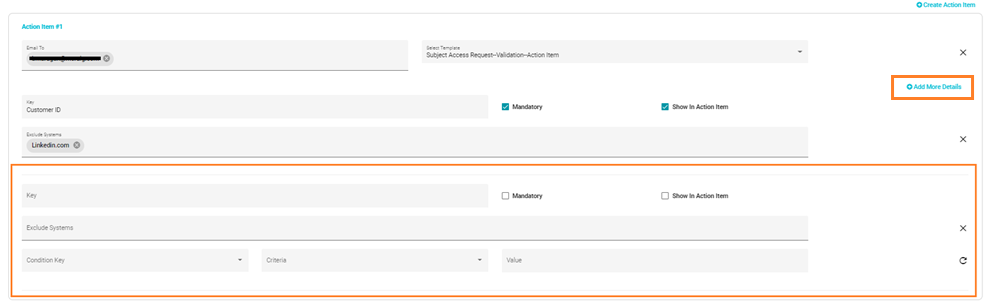 Create Action Item
Action Item #1
Email To
Select Template
Subject Access Request–Validation–Action Item
Add More Details
Key
Customer ID
Mandatory
Show In Action Item
Exclude Systems
Linkedin.com
Key
Mandatory
Show In Action Item
Exclude Systems
Condition Key
Criteria
Value